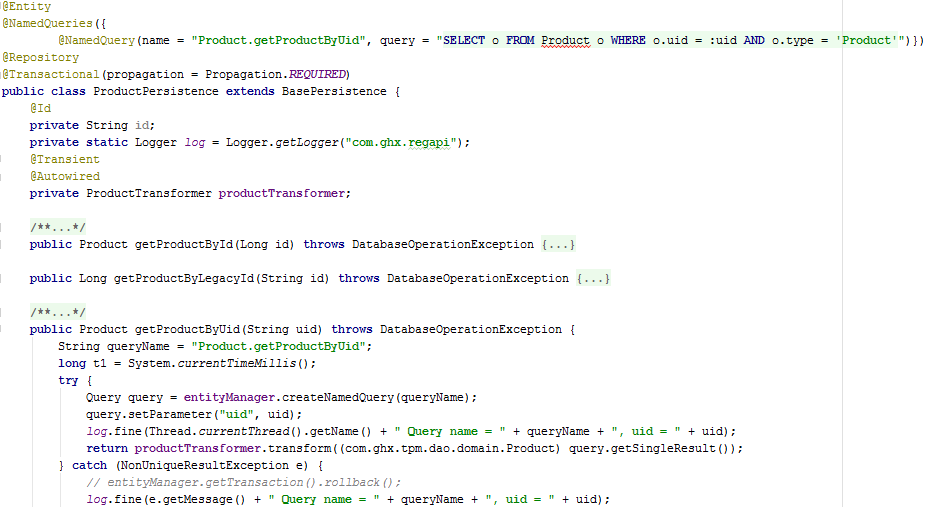 @Entity
@NamedQueries({
@NamedQuery(name = "Product.getProductByUid", query = "SELECT o FROM Product o WHERE o.uid = :uid AND o.type = 'Product'")})
@Repository
@Transactional(propagation = Propagation.REQUIRED)
public class ProductPersistence extends BasePersistence {
@Id
private String id;
private static Logger log = Logger.getLogger("com.ghx.regapi");
@Transient
@Autowired
private ProductTransformer productTransformer;
/**...*/
public Product getProductById(Long id) throws DatabaseOperationException {...}
public Long getProductByLegacyId(String id) throws DatabaseOperationException {...}
/**...*/
public Product getProductByUid(String uid) throws DatabaseOperationException {
String queryName = "Product.getProductByUid";
long t1 = System.currentTimeMillis();
try {
Query query = entityManager.createNamedQuery(queryName);
query.setParameter("uid", uid);
log.fine(Thread.currentThread().getName() + " Query name = " + queryName + ", uid = " + uid);
return productTransformer.transform((com.ghx.tpm.dao.domain.Product) query.getSingleResult());
} catch (NonUniqueResultException e) {
// entityManager.getTransaction().rollback();
log.fine(e.getMessage() + " Query name = " + queryName + ", uid = " + uid);